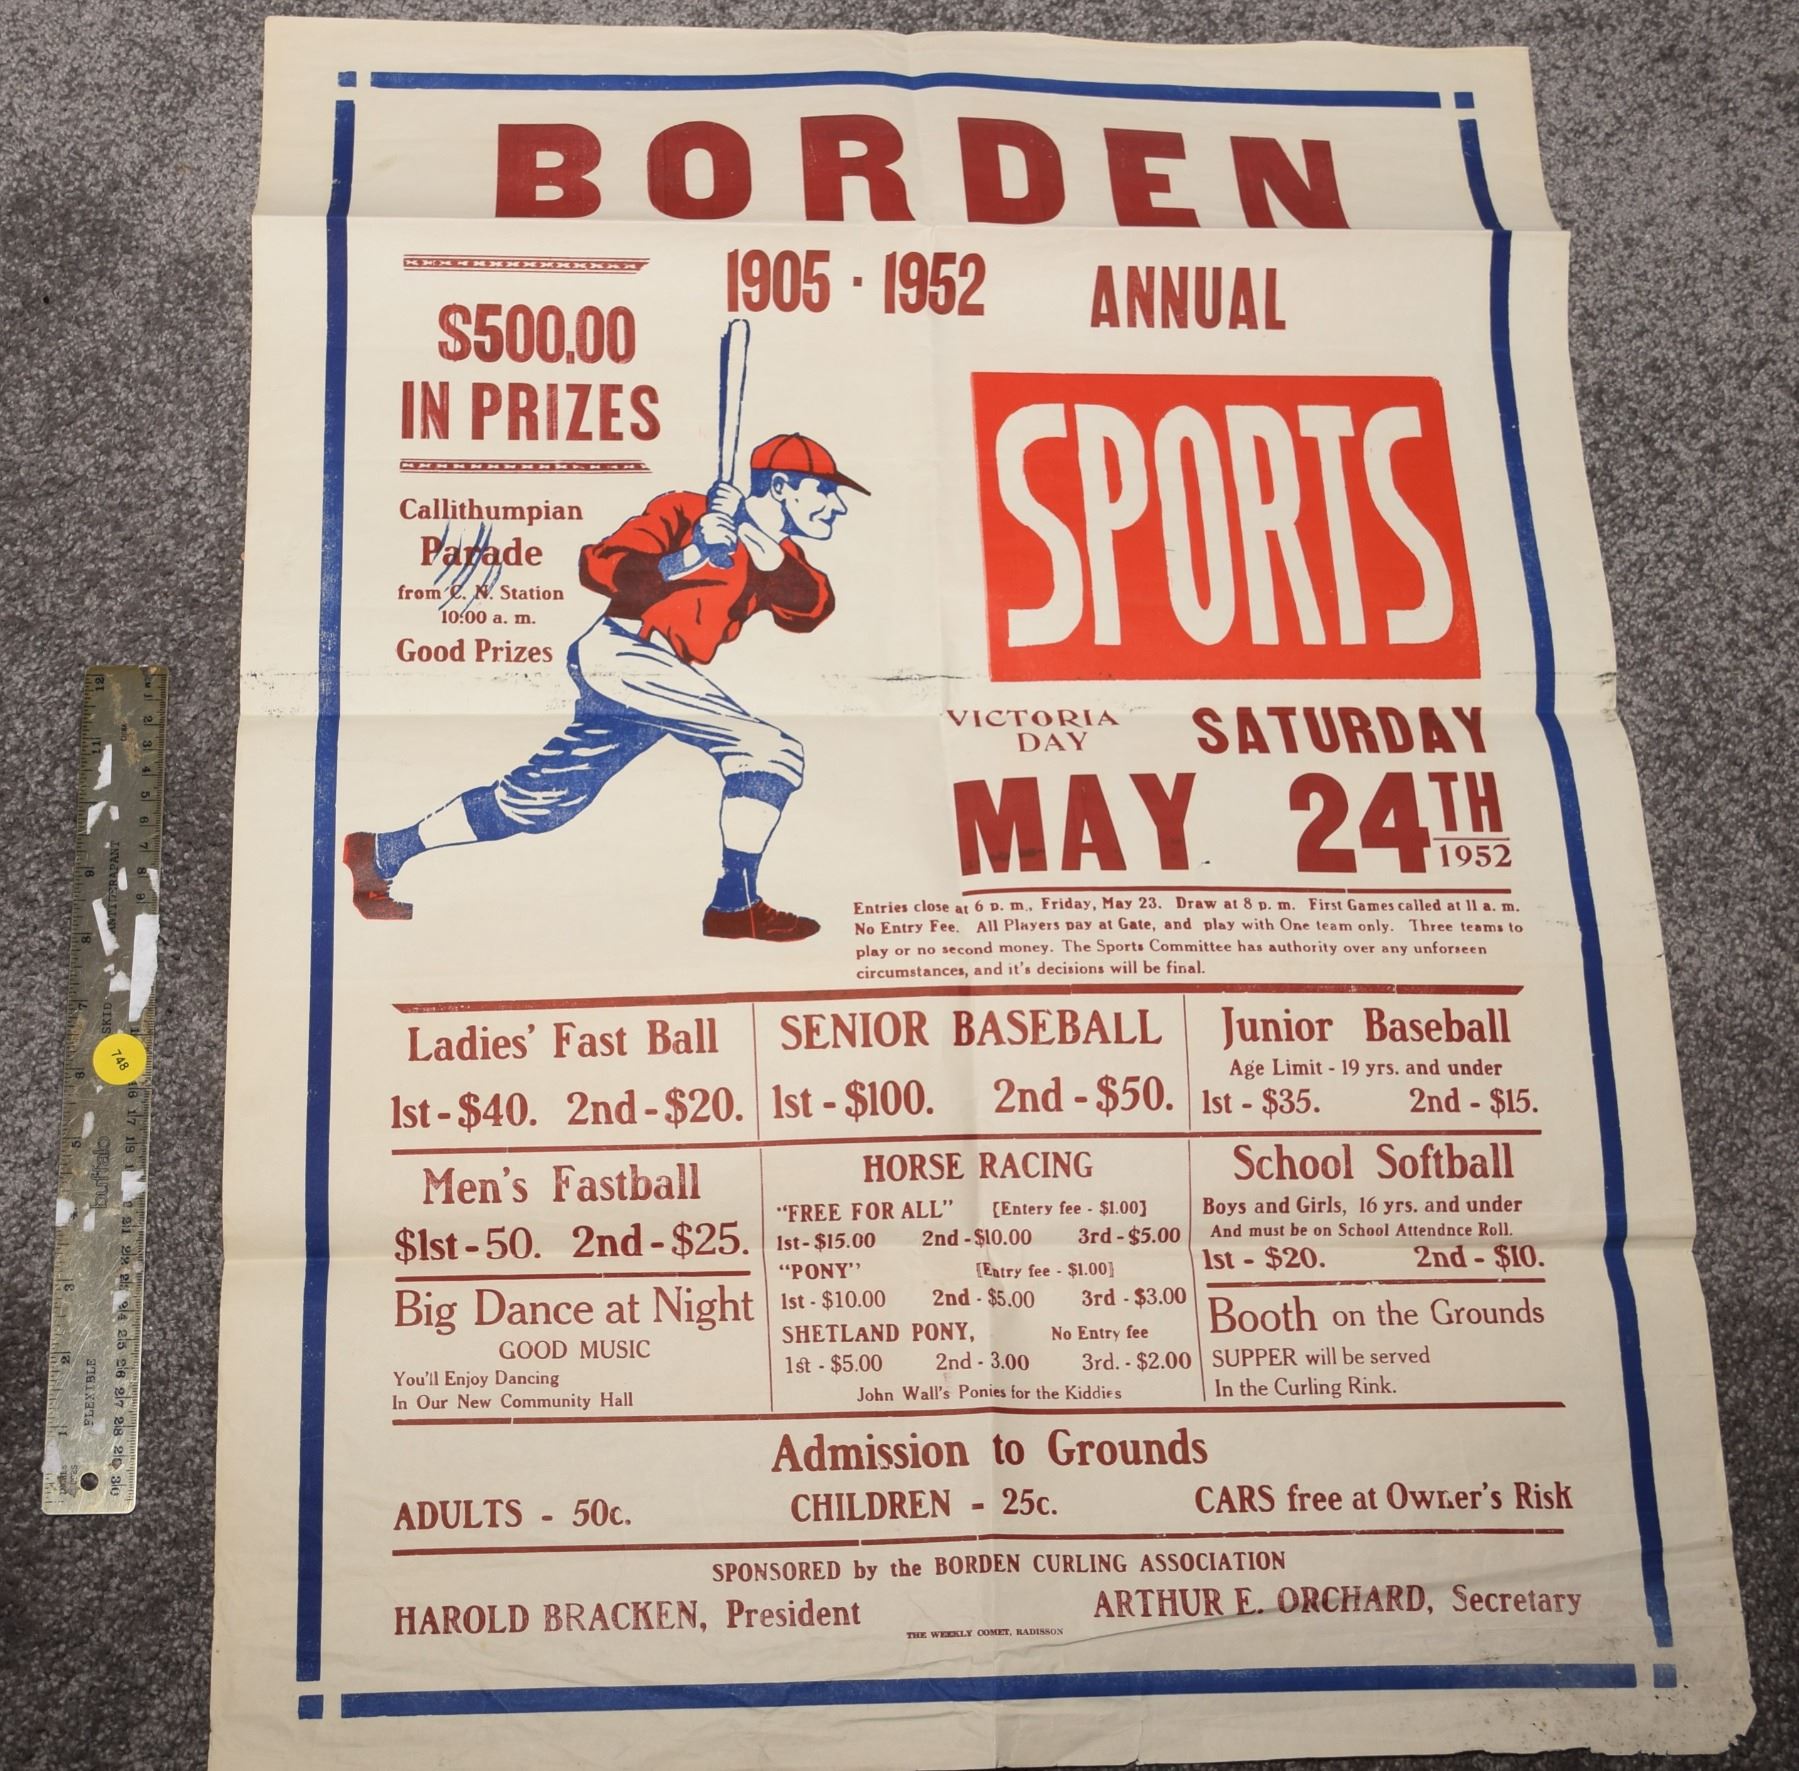 BORDEN
1905 · 1952 ANNUAL
$500.00
IN PRIZES
SPORTS
Callithumpian
Parade
from C. N. Station
10:00 a. m.
Good Prizes
VICTORIA
DAY
SATURDAY
MAY 24TH
1952
Entries close at 6 p. m., Friday, May 23. Draw at 8 p. m. First Games called at 11 a. m.
No Entry Fee. All Players pay at Gate, and play with One team only. Three teams to
play or no second money. The Sports Committee has authority over any unforseen
circumstances, and it's decisions will be final.
Ladies' Fast Ball
1st - $40. 2nd - $20.
SENIOR BASEBALL
1st - $100. 2nd - $50.
Junior Baseball
Age Limit - 19 yrs. and under
1st - $35. 2nd - $15.
Men's Fastball
$1st - 50. 2nd - $25.
HORSE RACING
"FREE FOR ALL" [Entery fee - $1.00]
1st - $15.00 2nd - $10.00 3rd - $5.00
"PONY" [Entry fee - $1.00]
1st - $10.00 2nd - $5.00 3rd - $3.00
SHETLAND PONY, No Entry fee
1st - $5.00 2nd - 3.00 3rd. - $2.00
John Wall's Ponies for the Kiddies
School Softball
Boys and Girls, 16 yrs. and under
And must be on School Attendnce Roll.
1st - $20. 2nd - $10.
Big Dance at Night
GOOD MUSIC
You'll Enjoy Dancing
In Our New Community Hall
Booth on the Grounds
SUPPER will be served
In the Curling Rink.
Admission to Grounds
ADULTS - 50c. CHILDREN - 25c. CARS free at Owner's Risk
SPONSORED by the BORDEN CURLING ASSOCIATION
HAROLD BRACKEN, President ARTHUR E. ORCHARD, Secretary
THE WEEKLY COMET, RADISSON
748
buffalo
FLEXIBLE